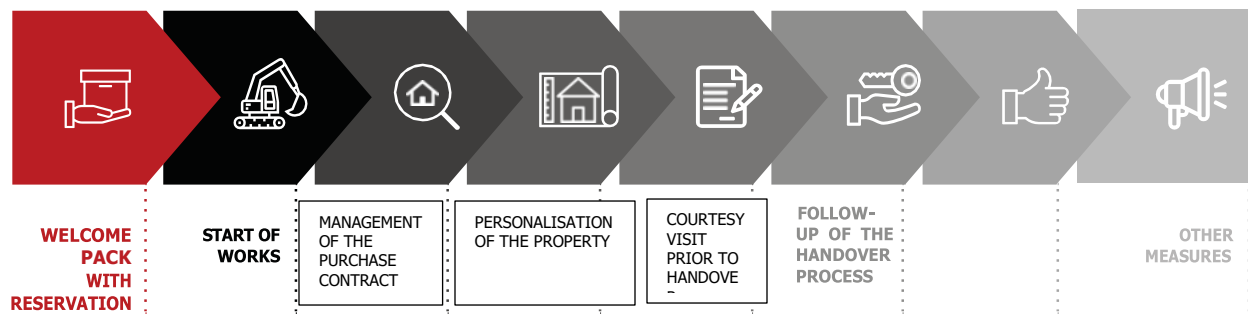 WELCOME
PACK
WITH
RESERVATION
START OF
WORKS
MANAGEMENT
OF THE
PURCHASE
CONTRACT
PERSONALISATION
OF THE PROPERTY
COURTESY
VISIT
PRIOR TO
HANDOVE
FOLLOW-
UP OF THE
HANDOVER
PROCESS
OTHER
MEASURES